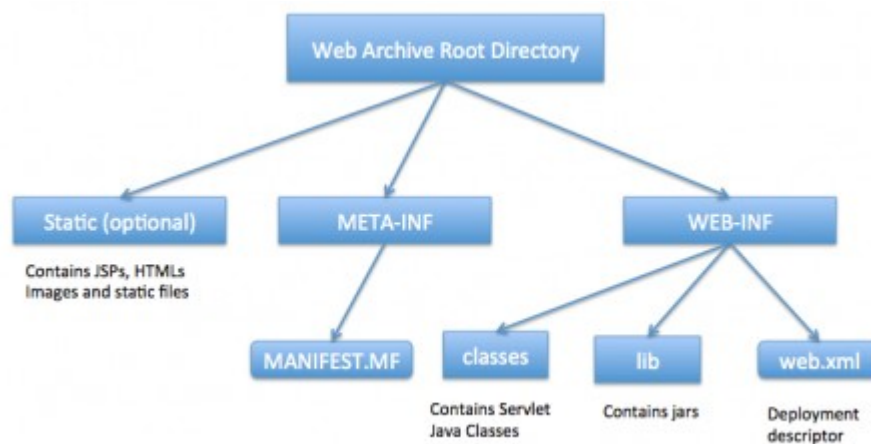 Web Archive Root Directory
Static (optional)
META-INF
WEB-INF
Contains JSPs, HTMLs
Images and static files
MANIFEST.MF
classes
lib
web.xml
Contains Servlet
Java Classes
Contains jars
Deployment
descriptor